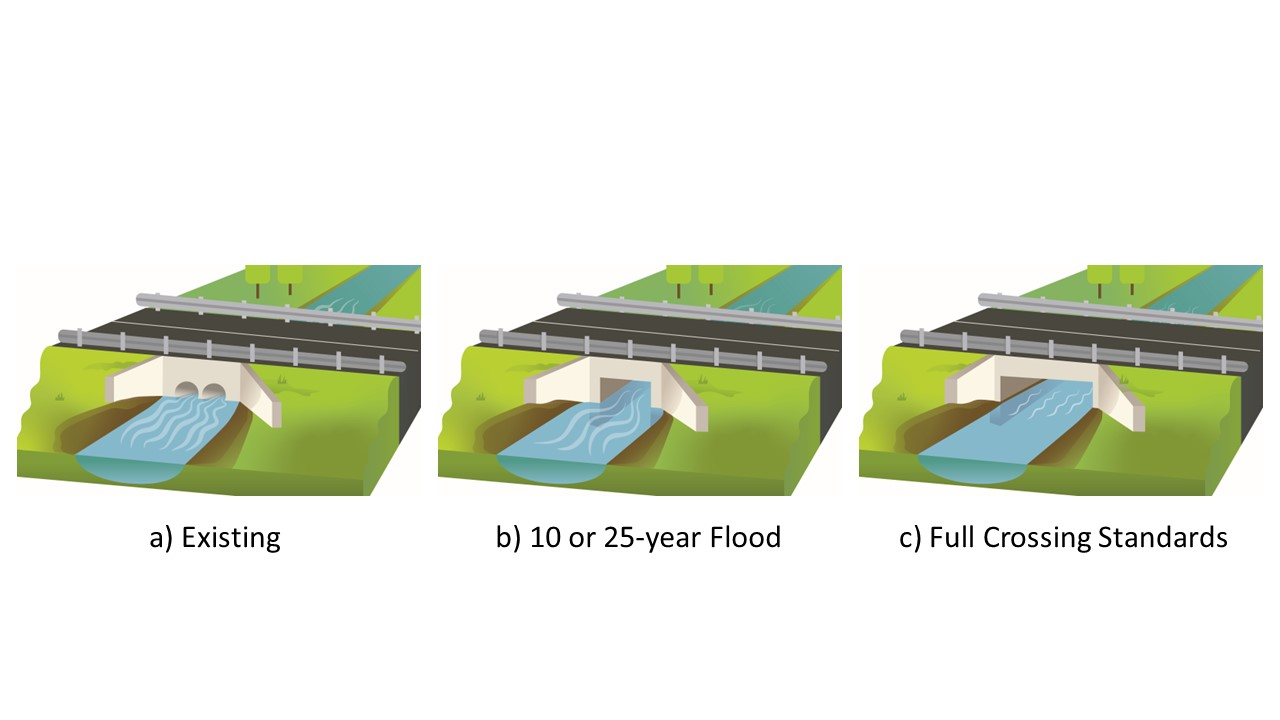 a) Existing
b) 10 or 25-year Flood
c) Full Crossing Standards